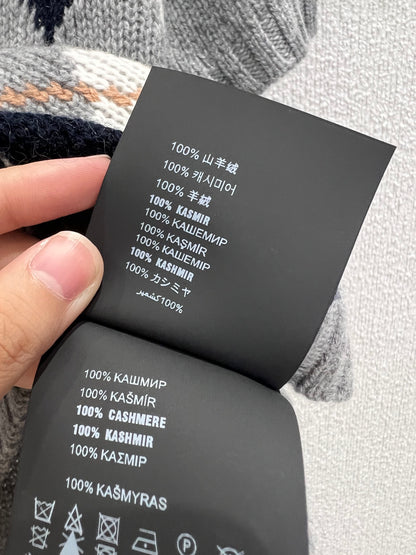 100% 山羊絨
100% 캐시미어
100% 羊絨
100% KASMIR
100% КАШЕМИР
100% KAŞMİR
100% КАШЕМІР
100% KASHMIR
100% カシミヤ
100% كشمير
100% КАШМИР
100% KAŠMÍR
100% CASHMERE
100% KASHMIR
100% ΚΑΣΜΙΡ
100% KAŠMYRAS
P